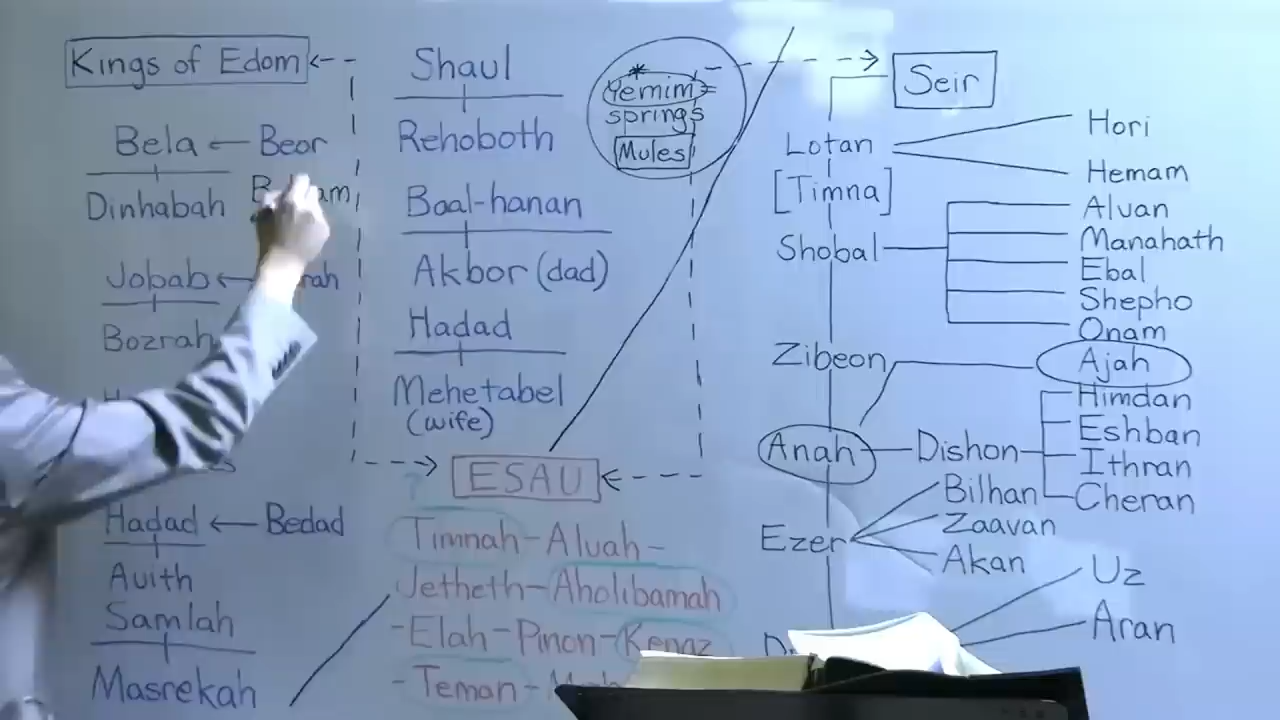 Kings of Edom
Bela ← Beor
Dinhabah
Jobab ←
Bozrah
Hadad ← Bedad
Avith
Samlah
Masrekah
Shaul
Rehoboth
Baal-hanan
Akbor (dad)
Hadad
Mehetabel
(wife)
*
Yemim=
springs
Mules
ESAU
Timnah-Alvah-
Jetheth-Aholibamah
-Elah-Pinon-Kenaz
-Teman-
Seir
Lotan
Hori
Hemam
[Timna]
Shobal
Alvan
Manahath
Ebal
Shepho
Onam
Zibeon
Ajah
Anah
Dishon
Himdan
Eshban
Ithran
Cheran
Ezer
Bilhan
Zaavan
Akan
Uz
Aran